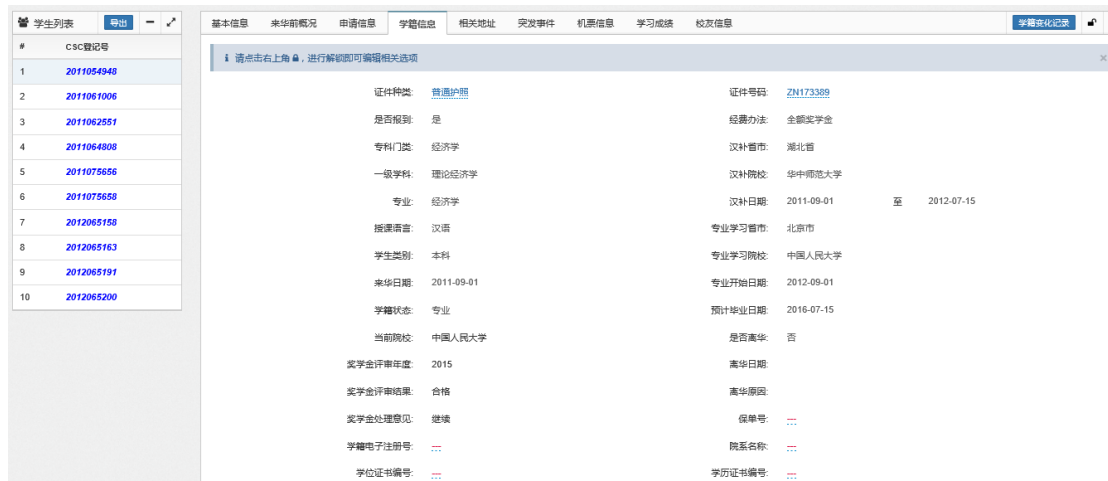 学生列表 导出
# CSC登记号
1 2011054948
2 2011061006
3 2011062551
4 2011064808
5 2011075656
6 2011075658
7 2012065158
8 2012065163
9 2012065191
10 2012065200
基本信息 来华前概况 申请信息 学籍信息 相关地址 突发事件 机票信息 学习成绩 校友信息 学籍变化记录
请点击右上角，进行解锁即可编辑相关选项 ×
证件种类: 普通护照 证件号码: ZN173389
是否报到: 是 经费办法: 全额奖学金
专科门类: 经济学 汉补省市: 湖北省
一级学科: 理论经济学 汉补院校: 华中师范大学
专业: 经济学 汉补日期: 2011-09-01 至 2012-07-15
授课语言: 汉语 专业学习省市: 北京市
学生类别: 本科 专业学习院校: 中国人民大学
来华日期: 2011-09-01 专业开始日期: 2012-09-01
学籍状态: 专业 预计毕业日期: 2016-07-15
当前院校: 中国人民大学 是否离华: 否
奖学金评审年度: 2015 离华日期:
奖学金评审结果: 合格 离华原因:
奖学金处理意见: 继续 保单号: ---
学籍电子注册号: --- 院系名称: ---
学位证书编号: --- 学历证书编号: ---